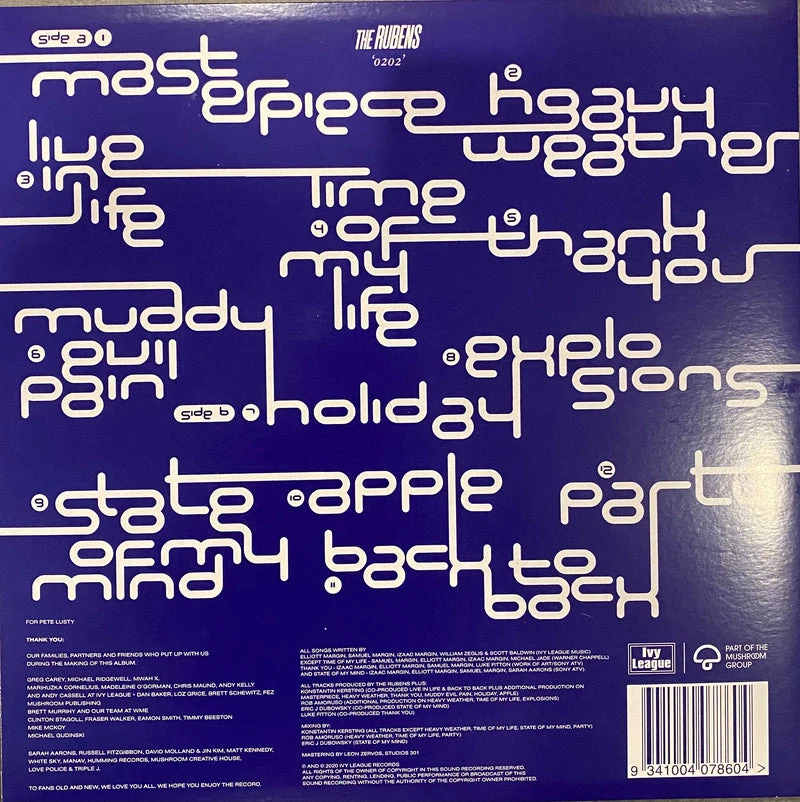 side a 1
THE RUBENS
'0202'
mast
erpiece
2
heavy
weather
live
3 in
life
time
4 of
my
life
5
thank
you
muddy
6 evil
pain
side b 7 holiday
8 explo
sions
9 state
of my
mind
10 apple
11 back to
back
12
party
FOR PETE LUSTY
THANK YOU:
OUR FAMILIES, PARTNERS AND FRIENDS WHO PUT UP WITH US
DURING THE MAKING OF THIS ALBUM.
GREG CAREY, MICHAEL RIDGEWELL, MWAH X.
MARIHUZKA CORNELIUS, MADELEINE O'GORMAN, CHRIS MAUND, ANDY KELLY
AND ANDY CASSELL AT IVY LEAGUE - DAN BAKER, LOZ GRICE, BRETT SCHEWITZ, FEZ
MUSHROOM PUBLISHING
BRETT MURRIHY AND OUR TEAM AT WME
CLINTON STAGOLL, FRASER WALKER, EAMON SMITH, TIMMY BEESTON
MIKE MCKOY
MICHAEL GUDINSKI
SARAH AARONS, RUSSELL FITZGIBBON, DAVID MOLLAND & JIN KIM, MATT KENNEDY,
WHITE SKY, MANAV, HUMMING RECORDS, MUSHROOM CREATIVE HOUSE,
LOVE POLICE & TRIPLE J.
TO FANS OLD AND NEW, WE LOVE YOU ALL. WE HOPE YOU ENJOY THE RECORD.
ALL SONGS WRITTEN BY
ELLIOTT MARGIN, SAMUEL MARGIN, IZAAC MARGIN, WILLIAM ZEGLIS & SCOTT BALDWIN (IVY LEAGUE MUSIC)
EXCEPT TIME OF MY LIFE - SAMUEL MARGIN, ELLIOTT MARGIN, IZAAC MARGIN, MICHAEL JADE (WARNER CHAPPELL)
THANK YOU - IZAAC MARGIN, ELLIOTT MARGIN, SAMUEL MARGIN, LUKE FITTON (WORK OF ART/SONY ATV)
AND STATE OF MY MIND - IZAAC MARGIN, ELLIOTT MARGIN, SAMUEL MARGIN, SARAH AARONS (SONY ATV).
ALL TRACKS PRODUCED BY THE RUBENS PLUS:
KONSTANTIN KERSTING (CO-PRODUCED LIVE IN LIFE & BACK TO BACK PLUS ADDITIONAL PRODUCTION ON
MASTERPIECE, HEAVY WEATHER, THANK YOU, MUDDY EVIL PAIN, HOLIDAY, APPLE)
ROB AMORUSO (ADDITIONAL PRODUCTION ON HEAVY WEATHER, TIME OF MY LIFE, EXPLOSIONS)
ERIC J DUBOWSKY (CO-PRODUCED STATE OF MY MIND)
LUKE FITTON (CO-PRODUCED THANK YOU)
MIXING BY:
KONSTANTIN KERSTING (ALL TRACKS EXCEPT HEAVY WEATHER, TIME OF MY LIFE, STATE OF MY MIND, PARTY)
ROB AMORUSO (HEAVY WEATHER, TIME OF MY LIFE, PARTY)
ERIC J DUBOWSKY (STATE OF MY MIND)
MASTERING BY LEON ZERVOS, STUDIOS 301
℗ AND © 2020 IVY LEAGUE RECORDS
ALL RIGHTS OF THE OWNER OF COPYRIGHT IN THIS SOUND RECORDING RESERVED.
ANY COPYING, RENTING, LENDING, PUBLIC PERFORMANCE OR BROADCAST OF THIS
SOUND RECORDING WITHOUT THE AUTHORITY OF THE COPYRIGHT OWNER PROHIBITED.
Ivy
League
PART OF THE
MUSHROOM
GROUP
9 341004 078604 >